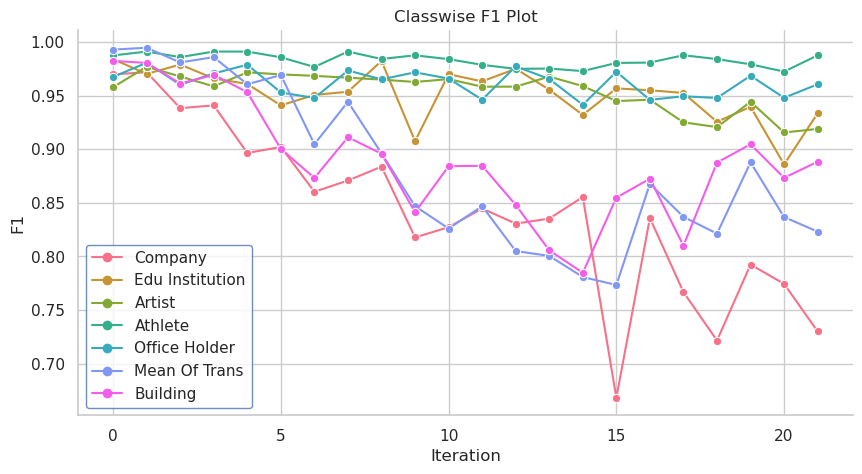 Classwise F1 Plot
1.00
0.95
0.90
0.85
0.80
0.75
0.70
F1
Company
Edu Institution
Artist
Athlete
Office Holder
Mean Of Trans
Building
0 5 10 15 20
Iteration